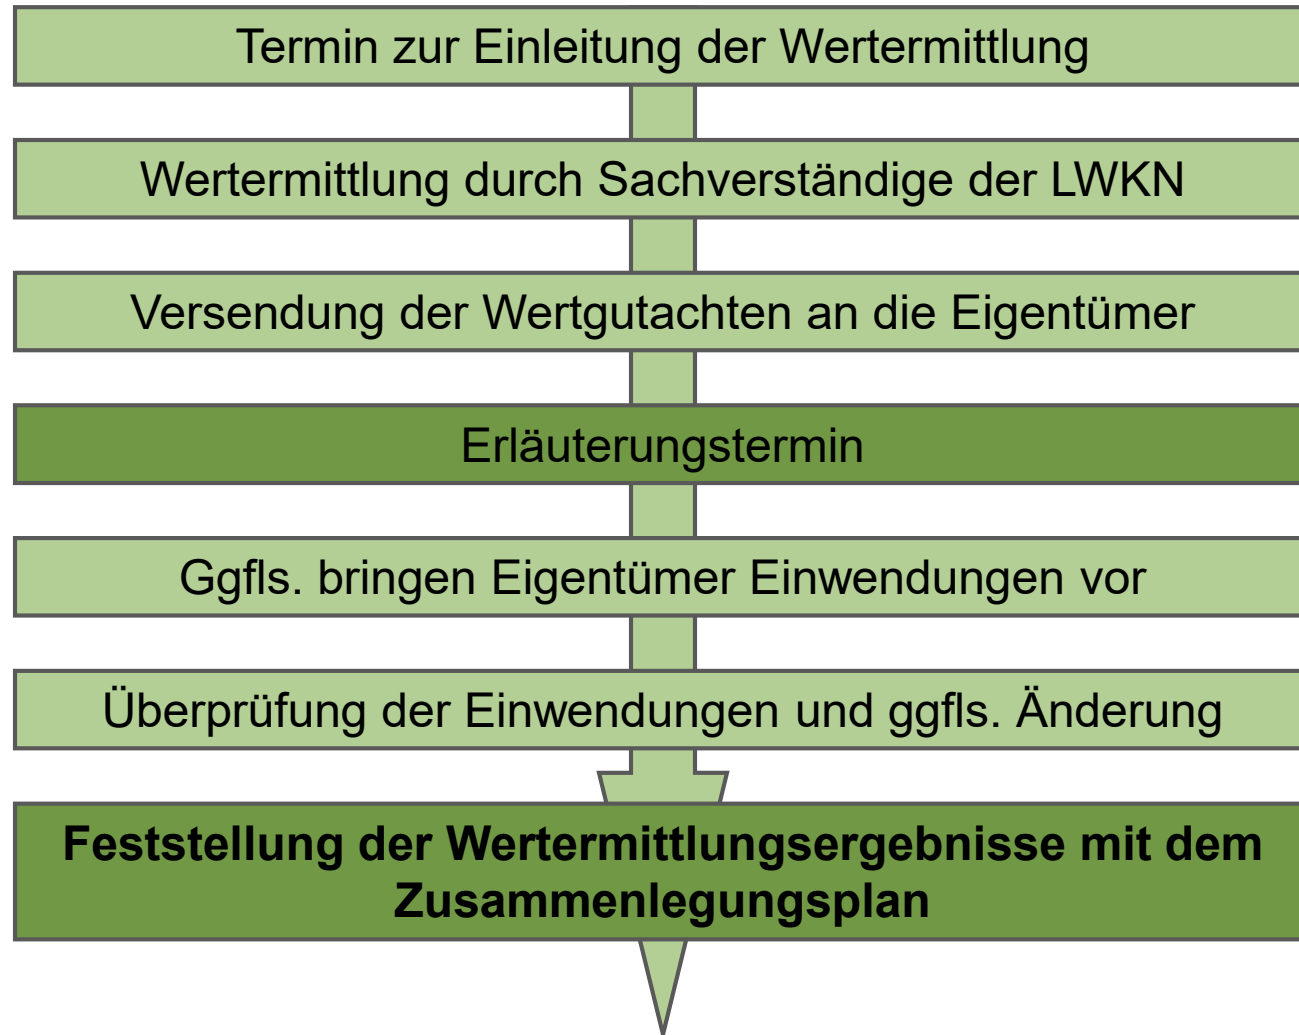 Termin zur Einleitung der Wertermittlung
Wertermittlung durch Sachverständige der LWKN
Versendung der Wertgutachten an die Eigentümer
Erläuterungstermin
Ggfls. bringen Eigentümer Einwendungen vor
Überprüfung der Einwendungen und ggfls. Änderung
Feststellung der Wertermittlungsergebnisse mit dem
Zusammenlegungsplan